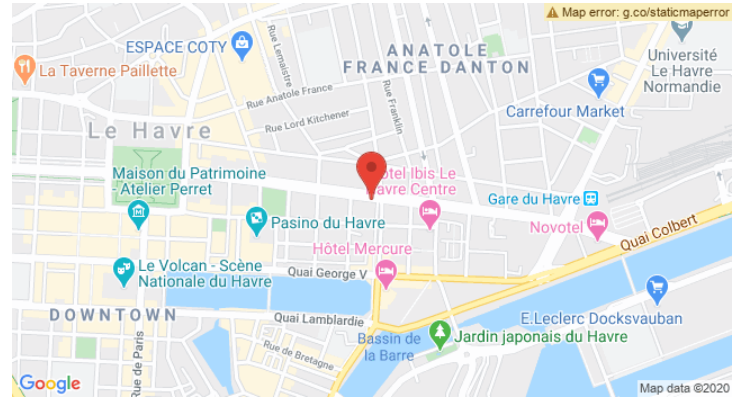 Map error: g.co/staticmaperror
ESPACE COTY
Rue Lemaistre
ANATOLE
FRANCE DANTON
Université
Le Havre
Normandie
La Taverne Paillette
Rue Anatole France
Rue Franklin
Carrefour Market
Rue Lord Kitchener
Le Havre
Maison du Patrimoine
- Atelier Perret
Hotel Ibis Le
Havre Centre
Gare du Havre
Pasino du Havre
Novotel
Quai Colbert
Hôtel Mercure
Le Volcan - Scène
Nationale du Havre
Quai George V
E.Leclerc Docksvauban
DOWNTOWN
Quai Lamblardie
Bassin de
la Barre
Jardin japonais du Havre
Rue de Paris
Rue de Bretagne
Google
Map data ©2020